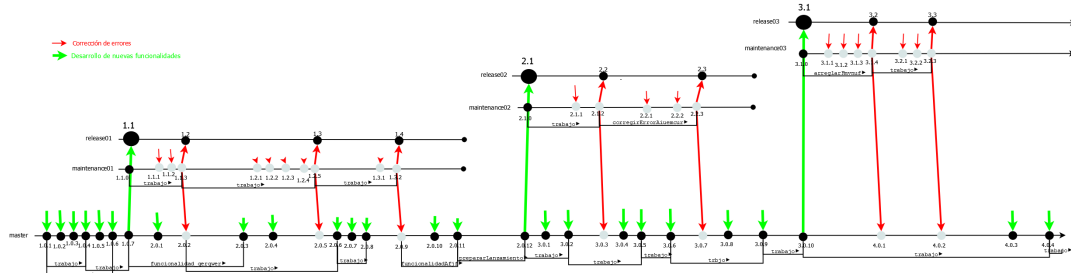 3.1
release03
3.2
3.3
Corrección de errores
Desarrollo de nuevas funcionalidades
maintenance03
3.1.0
3.1.1
3.1.2
3.1.3
3.2.1
3.2.2
3.2.3
trabajo
2.1
release02
2.2
2.3
maintenance02
2.1.0
2.1.1
2.2.1
2.2.2
2.2.3
trabajo
corregirErrorAiuemour
1.1
release01
1.2
1.3
1.4
maintenance01
1.1.0
1.1.1
1.1.2
1.1.3
1.2.1
1.2.2
1.2.3
1.2.4
1.2.5
1.3.1
1.3.2
trabajo
trabajo
trabajo
master
1.0.1
1.0.2
1.0.3
1.0.4
1.0.5
1.0.6
1.0.7
2.0.1
2.0.2
2.0.3
2.0.4
2.0.5
2.0.6
2.0.7
2.0.8
2.0.9
2.0.10
2.0.11
2.0.12
3.0.1
3.0.2
3.0.3
3.0.4
3.0.5
3.0.6
3.0.7
3.0.8
3.0.9
3.0.10
4.0.1
4.0.2
4.0.3
4.0.4
trabajo
trabajo
funcionalidad qerqwer
trabajo
trabajo
funcionalidadAfij
prepararLanzamiento
trabajo
trabajo
trabajo
trbjo
trabajo
trabajo
trabajo